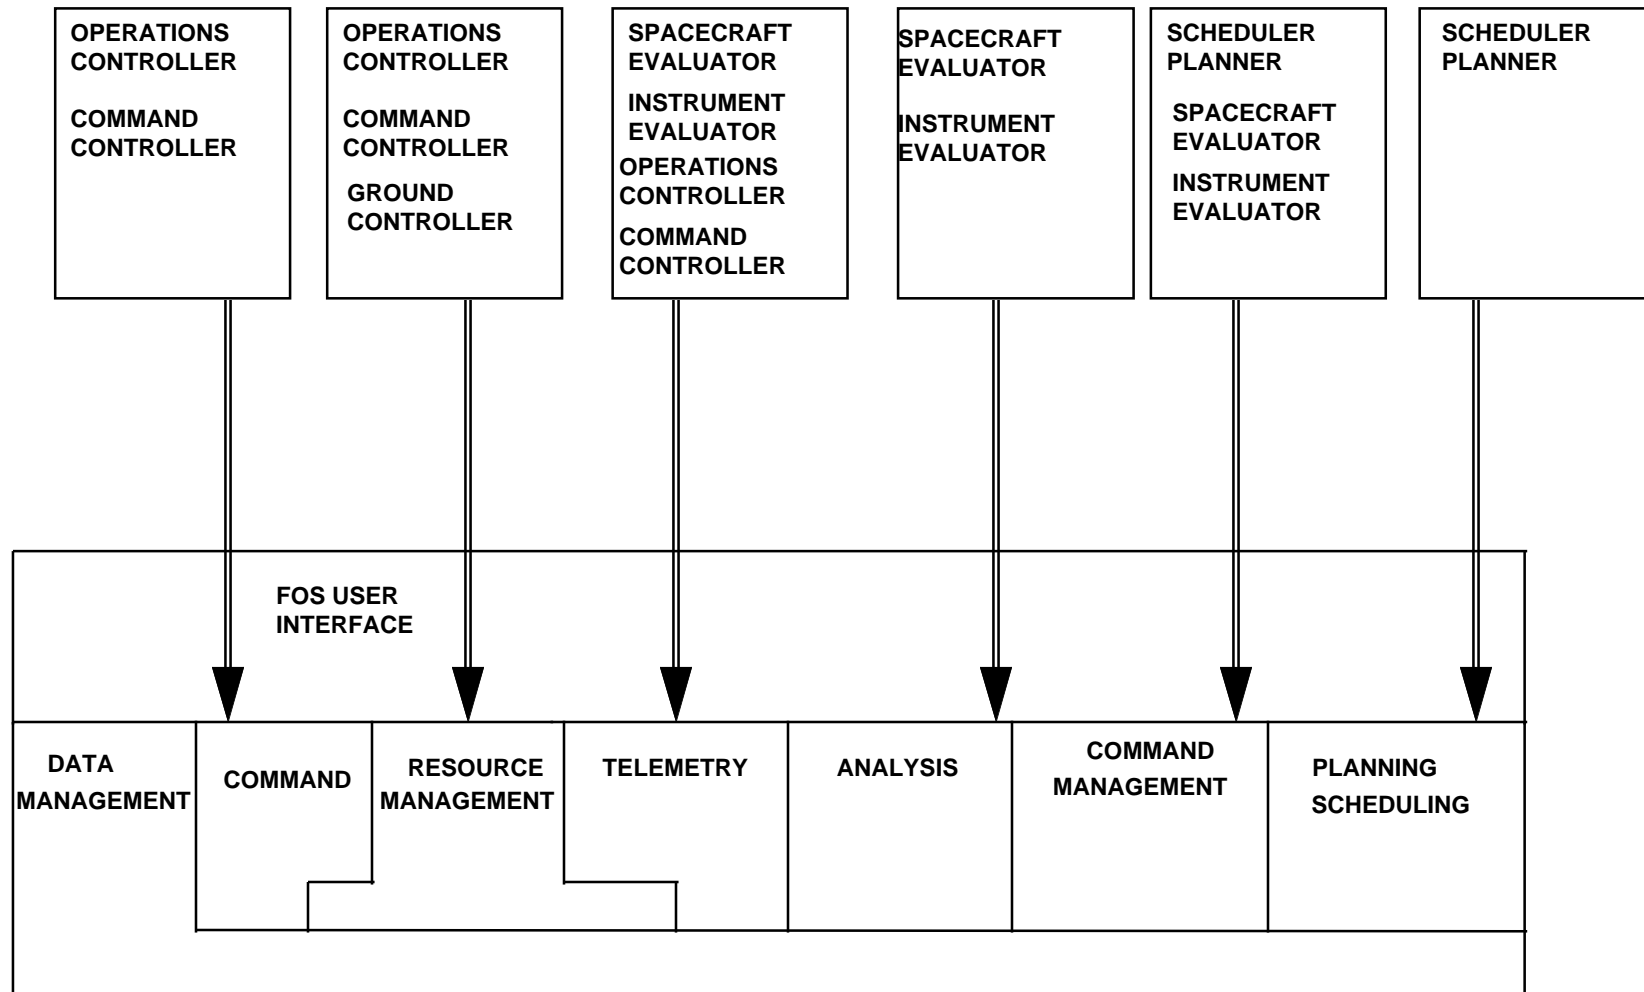 OPERATIONS
CONTROLLER
COMMAND
CONTROLLER
OPERATIONS
CONTROLLER
COMMAND
CONTROLLER
GROUND
CONTROLLER
SPACECRAFT
EVALUATOR
INSTRUMENT
EVALUATOR
OPERATIONS
CONTROLLER
COMMAND
CONTROLLER
SPACECRAFT
EVALUATOR
INSTRUMENT
EVALUATOR
SCHEDULER
PLANNER
SPACECRAFT
EVALUATOR
INSTRUMENT
EVALUATOR
SCHEDULER
PLANNER
FOS USER
INTERFACE
DATA
MANAGEMENT
COMMAND
RESOURCE
MANAGEMENT
TELEMETRY
ANALYSIS
COMMAND
MANAGEMENT
PLANNING
SCHEDULING